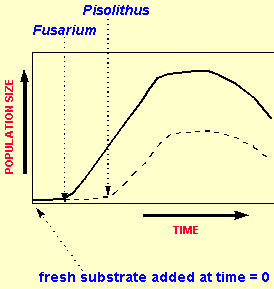 Pisolithus
Fusarium
POPULATION SIZE
TIME
fresh substrate added at time = 0